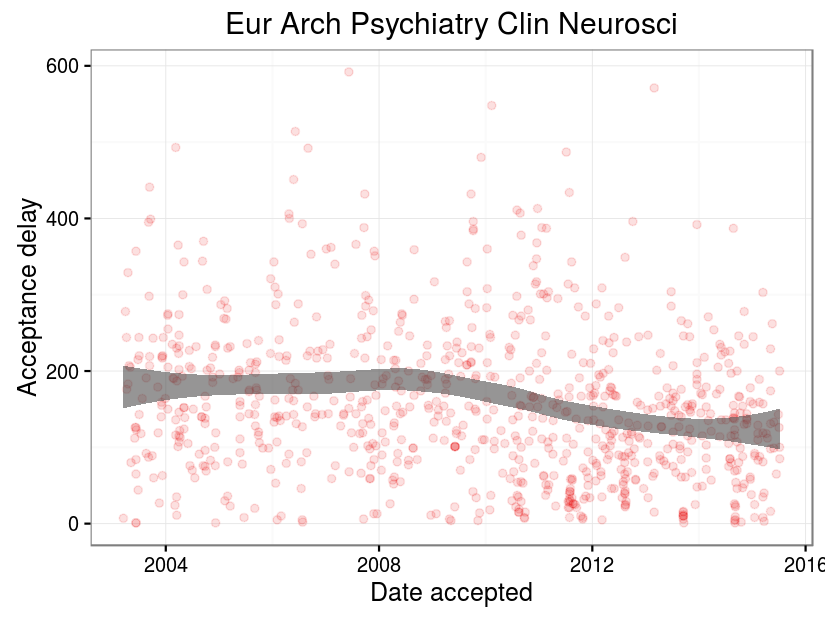 Eur Arch Psychiatry Clin Neurosci
600
400
200
0
Acceptance delay
2004 2008 2012 2016
Date accepted